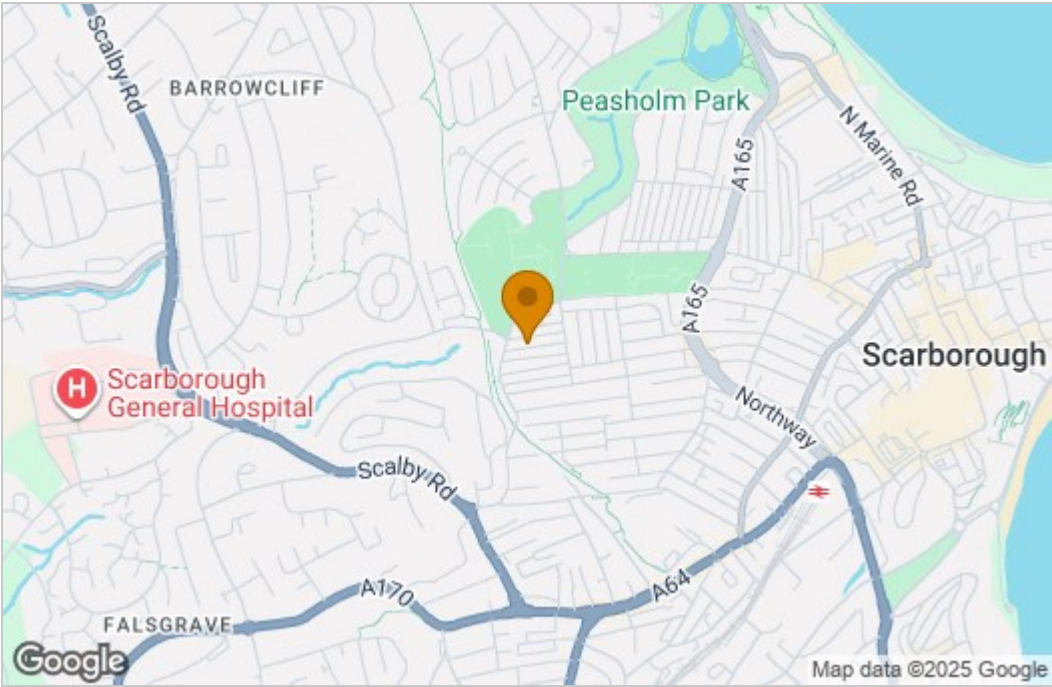 Scalby Rd
BARROWCLIFF
Peasholm Park
N Marine Rd
A165
A165
Scarborough
H
Scarborough
General Hospital
Northway
Scalby Rd
A64
A170
FALSGRAVE
Google
Map data ©2025 Google